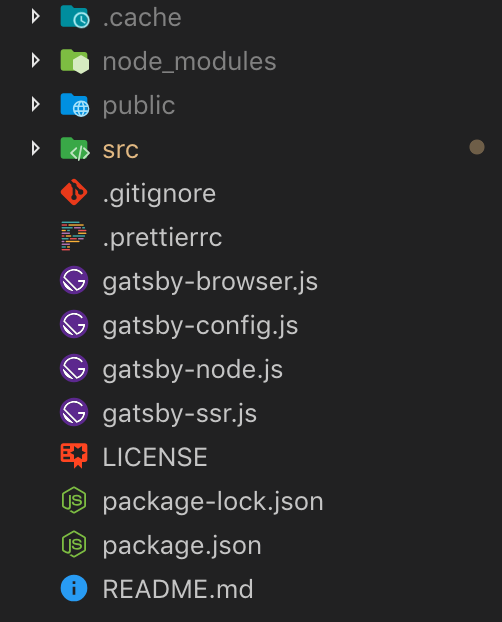 .cache
node_modules
public
src
.gitignore
.prettierrc
gatsby-browser.js
gatsby-config.js
gatsby-node.js
gatsby-ssr.js
LICENSE
package-lock.json
package.json
README.md